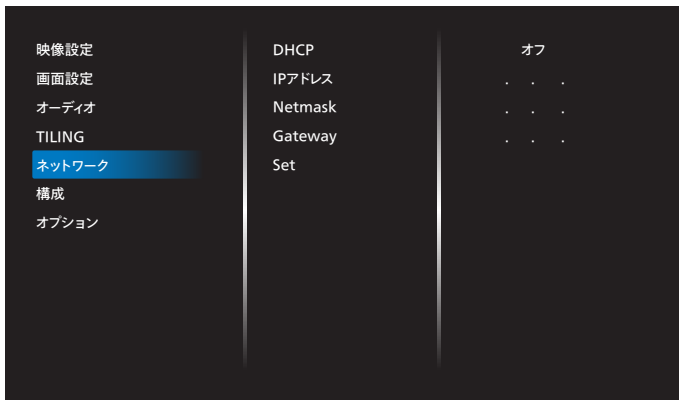 映像設定
画面設定
オーディオ
TILING
ネットワーク
構成
オプション
DHCP
IPアドレス
Netmask
Gateway
Set
オフ
. . .
. . .
. . .